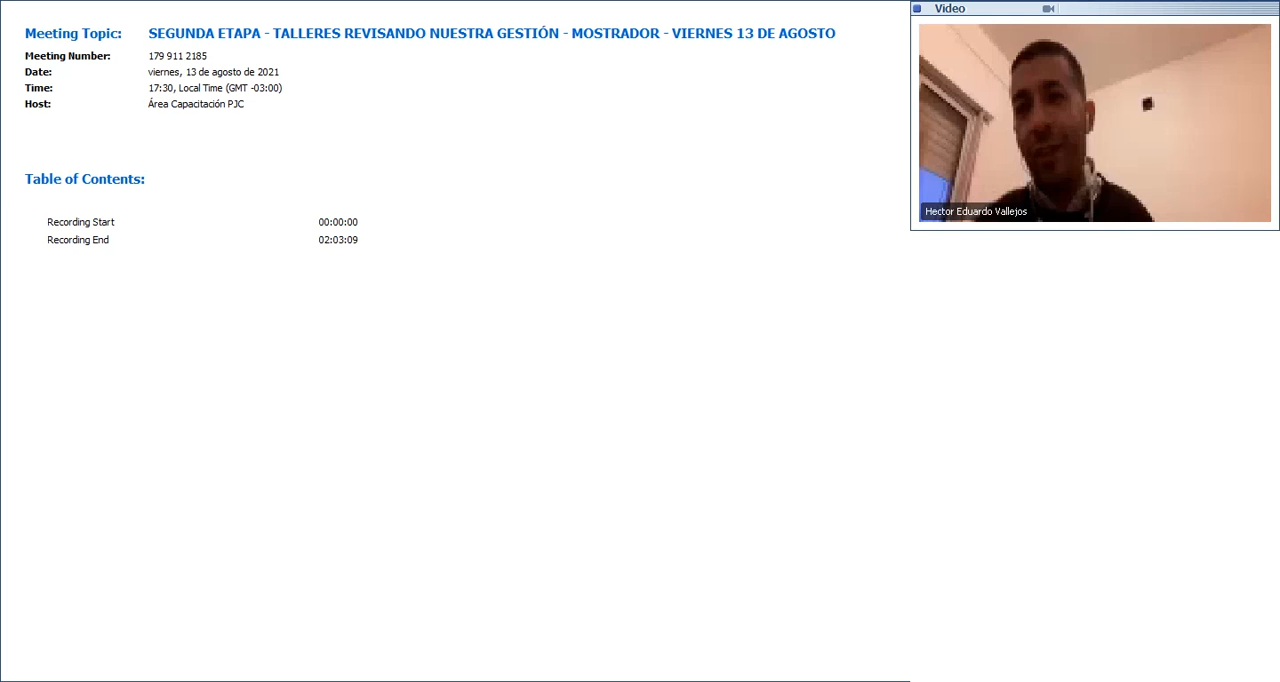 Meeting Topic: SEGUNDA ETAPA - TALLERES REVISANDO NUESTRA GESTIÓN - MOSTRADOR - VIERNES 13 DE AGOSTO
Meeting Number: 179 911 2185
Date: viernes, 13 de agosto de 2021
Time: 17:30, Local Time (GMT -03:00)
Host: Área Capacitación PJC
Table of Contents:
Recording Start 00:00:00
Recording End 02:03:09
Video
Hector Eduardo Vallejos